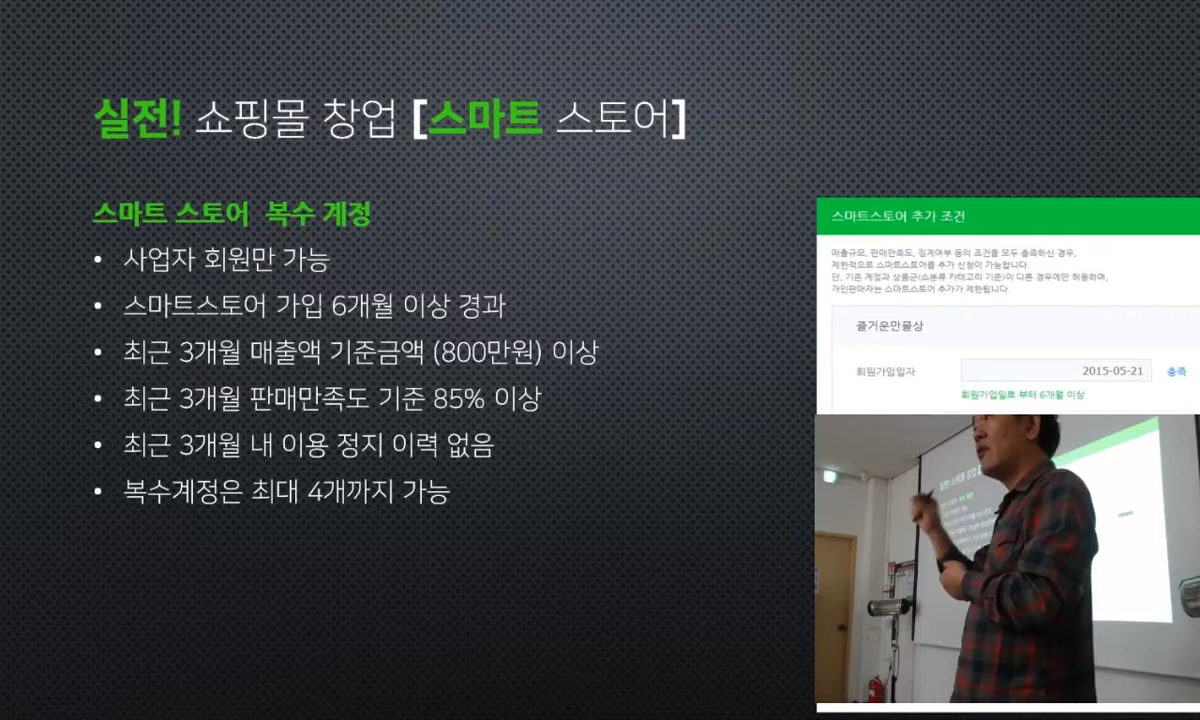 실전! 쇼핑몰 창업 [스마트 스토어]
스마트 스토어 복수 계정
• 사업자 회원만 가능
• 스마트스토어 가입 6개월 이상 경과
• 최근 3개월 매출액 기준금액 (800만원) 이상
• 최근 3개월 판매만족도 기준 85% 이상
• 최근 3개월 내 이용 정지 이력 없음
• 복수계정은 최대 4개까지 가능
스마트스토어 추가 조건
매출규모, 판매만족도, 징계여부 등의 조건을 모두 충족하신 경우,
제한적으로 스마트스토어를 추가 신청이 가능합니다.
단, 기존 계정과 상품군(소분류 카테고리 기준)이 다른 경우에만 허용하며,
개인판매자는 스마트스토어 추가가 제한됩니다.
즐거운만물상
회원가입일자 2015-05-21 충족
회원가입일로 부터 6개월 이상
실전! 쇼핑몰 창업